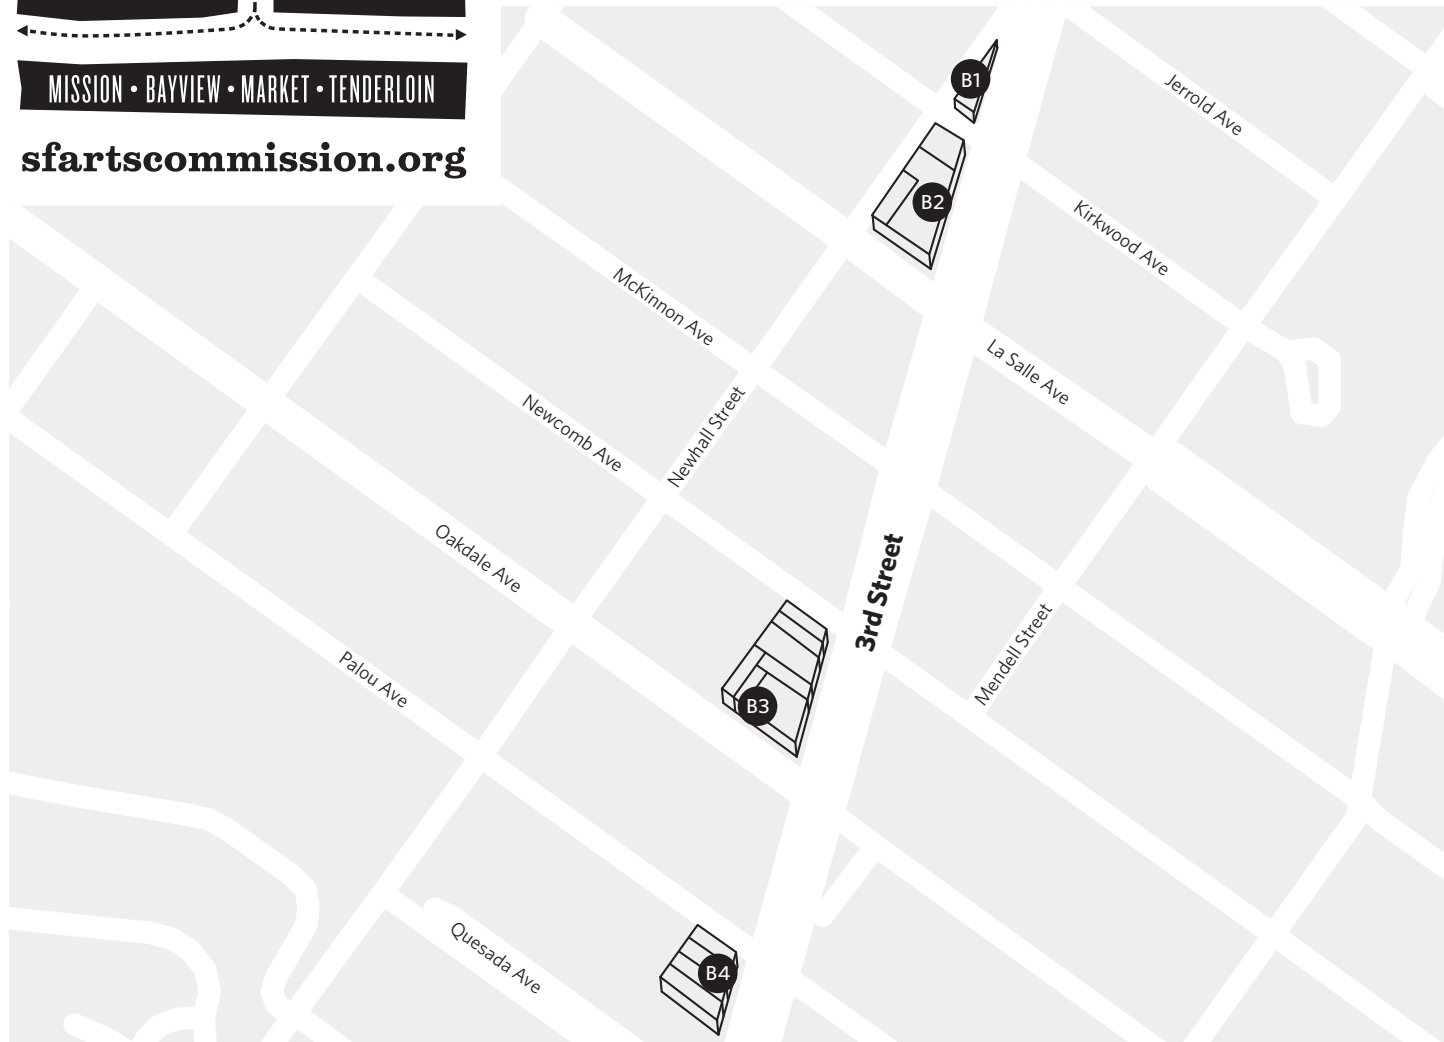 MISSION • BAYVIEW • MARKET • TENDERLOIN
sfartscommission.org
B1
Jerrold Ave
B2
Kirkwood Ave
McKinnon Ave
La Salle Ave
Newhall Street
Newcomb Ave
Oakdale Ave
3rd Street
Mendell Street
Palou Ave
B3
Quesada Ave
B4